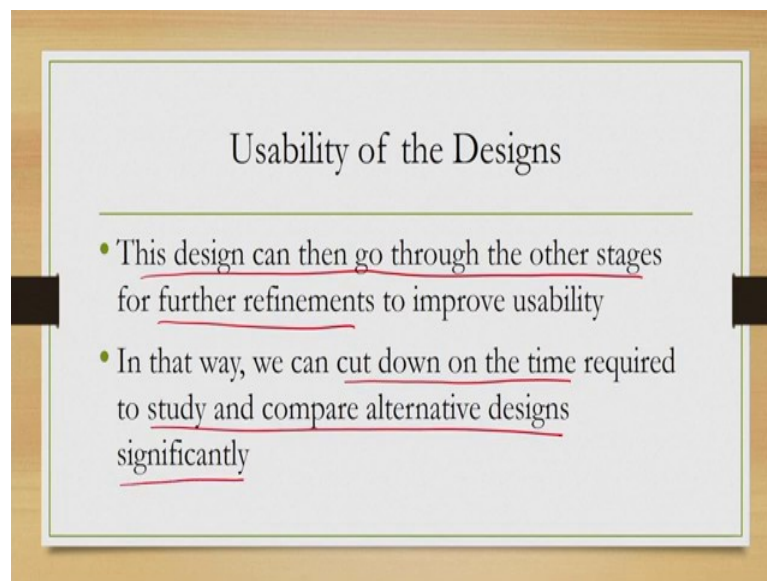 Usability of the Designs
• This design can then go through the other stages
for further refinements to improve usability
• In that way, we can cut down on the time required
to study and compare alternative designs
significantly